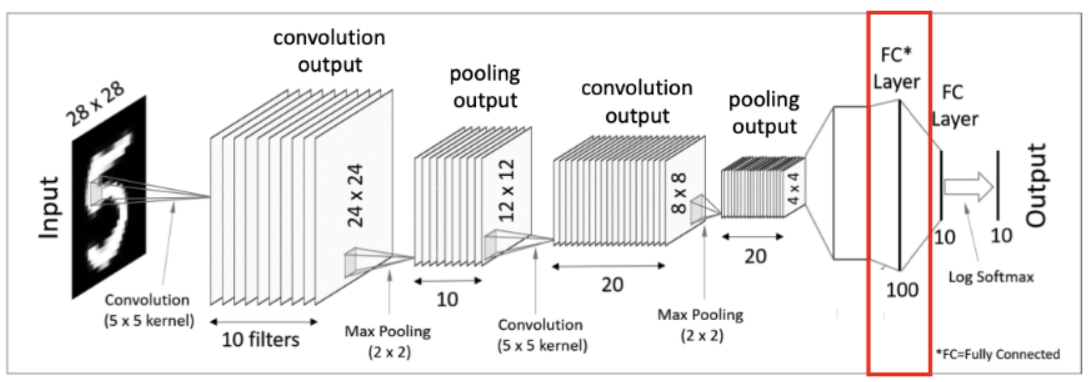 Input
28 x 28
Convolution
(5 x 5 kernel)
convolution
output
24 x 24
10 filters
Max Pooling
(2 x 2)
pooling
output
12 x 12
10
Convolution
(5 x 5 kernel)
convolution
output
8 x 8
20
Max Pooling
(2 x 2)
pooling
output
4 x 4
20
FC*
Layer
100
FC
Layer
10
Log Softmax
10
Output
*FC=Fully Connected